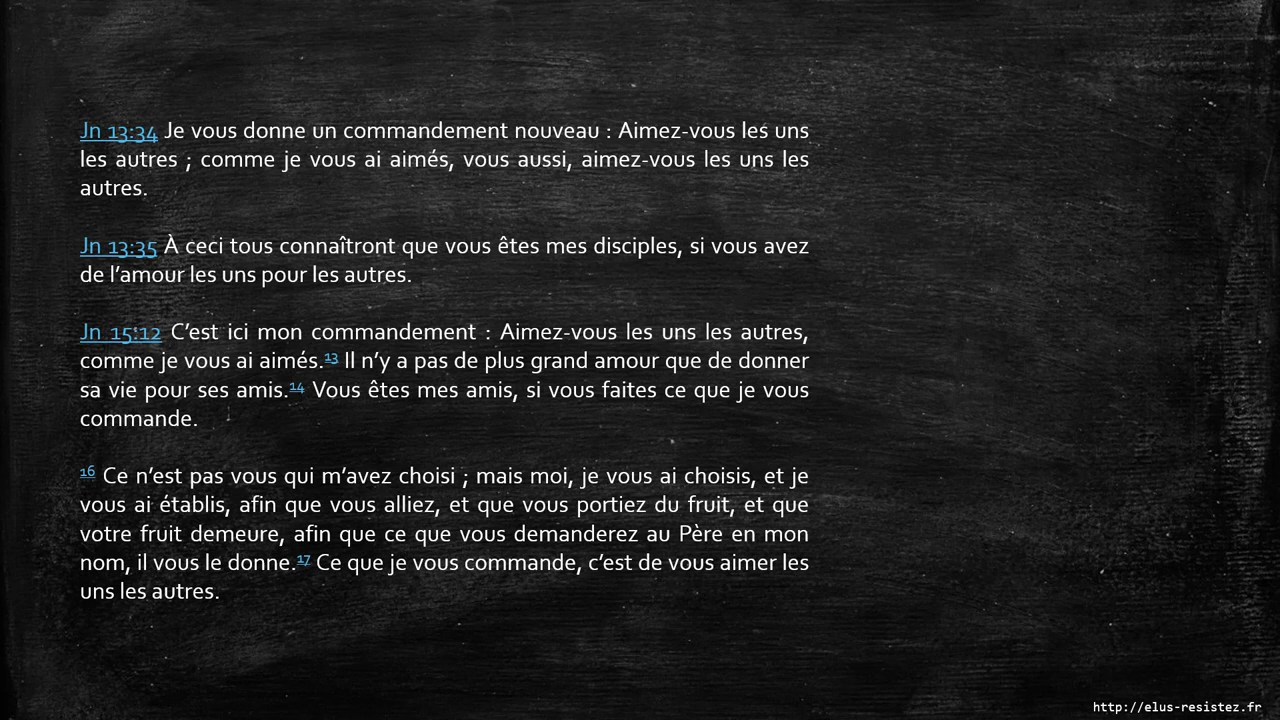 Jn 13:34 Je vous donne un commandement nouveau : Aimez-vous les uns
les autres ; comme je vous ai aimés, vous aussi, aimez-vous les uns les
autres.
Jn 13:35 À ceci tous connaîtront que vous êtes mes disciples, si vous avez
de l’amour les uns pour les autres.
Jn 15:12 C’est ici mon commandement : Aimez-vous les uns les autres,
comme je vous ai aimés.13 Il n’y a pas de plus grand amour que de donner
sa vie pour ses amis.14 Vous êtes mes amis, si vous faites ce que je vous
commande.
16 Ce n’est pas vous qui m’avez choisi ; mais moi, je vous ai choisis, et je
vous ai établis, afin que vous alliez, et que vous portiez du fruit, et que
votre fruit demeure, afin que ce que vous demanderez au Père en mon
nom, il vous le donne.17 Ce que je vous commande, c’est de vous aimer les
uns les autres.
http://elus-resistez.fr